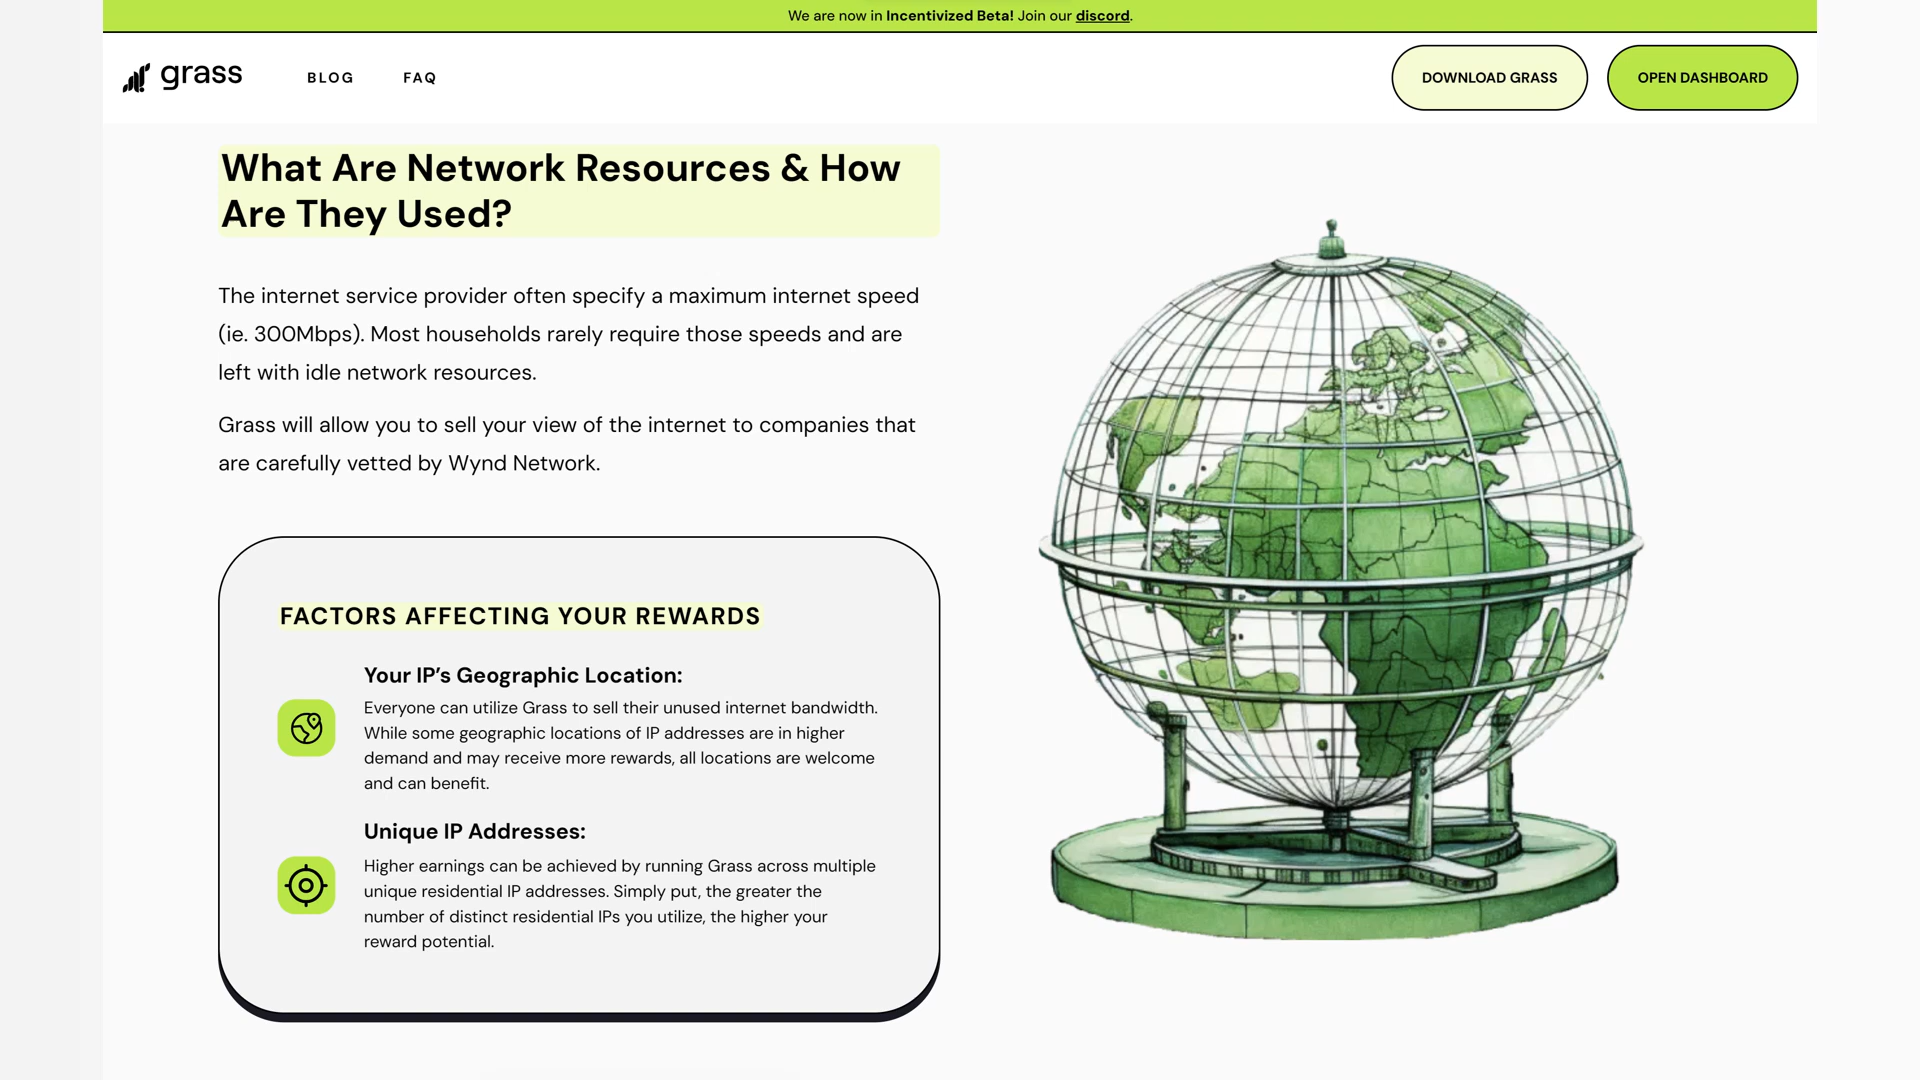 We are now in Incentivized Beta! Join our discord.
grass
BLOG
FAQ
DOWNLOAD GRASS
OPEN DASHBOARD
What Are Network Resources & How
Are They Used?
The internet service provider often specify a maximum internet speed
(ie. 300Mbps). Most households rarely require those speeds and are
left with idle network resources.
Grass will allow you to sell your view of the internet to companies that
are carefully vetted by Wynd Network.
FACTORS AFFECTING YOUR REWARDS
Your IP’s Geographic Location:
Everyone can utilize Grass to sell their unused internet bandwidth.
While some geographic locations of IP addresses are in higher
demand and may receive more rewards, all locations are welcome
and can benefit.
Unique IP Addresses:
Higher earnings can be achieved by running Grass across multiple
unique residential IP addresses. Simply put, the greater the
number of distinct residential IPs you utilize, the higher your
reward potential.